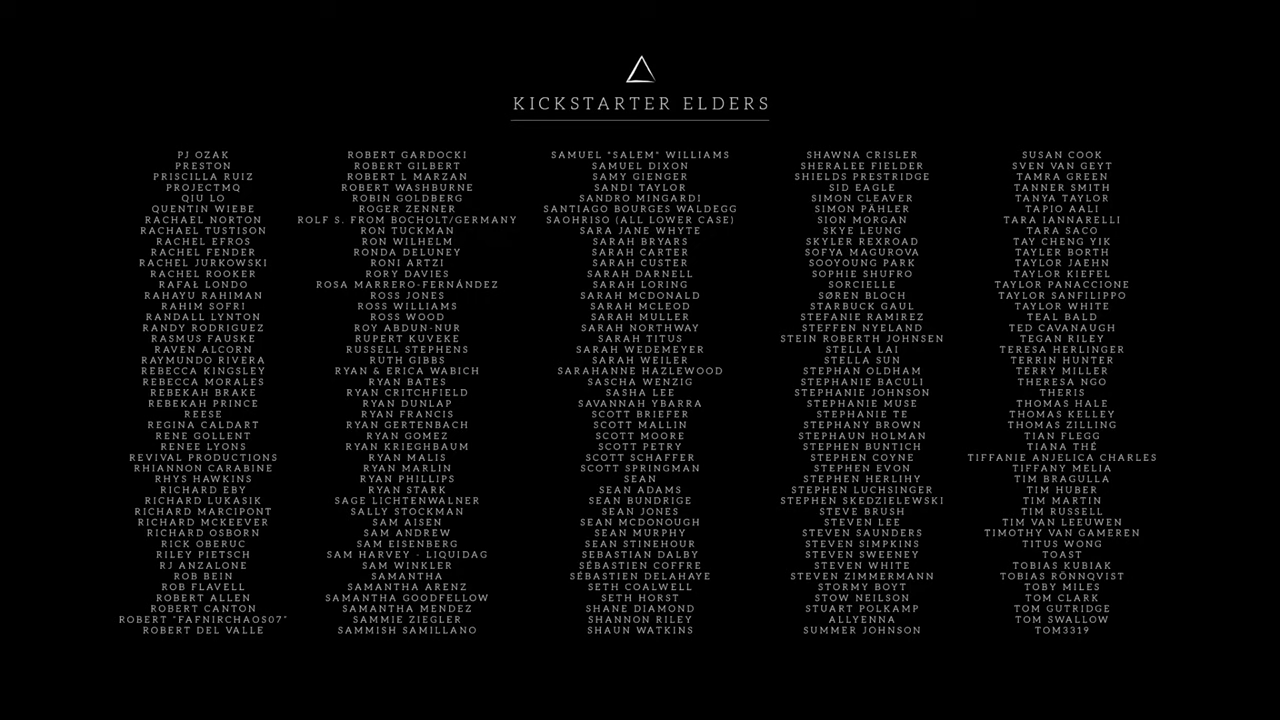 KICKSTARTER ELDERS
PJ OZAK
PRESTON
PRISCILLA RUIZ
PROJECTMQ
QIU LO
QUENTIN WIEBE
RACHAEL NORTON
RACHAEL TUSTISON
RACHEL EFROS
RACHEL FENDER
RACHEL JURKOWSKI
RACHEL ROOKER
RAFAŁ LONDO
RAHAYU RAHIMAN
RAHIM SOFRI
RANDALL LYNTON
RANDY RODRIGUEZ
RASMUS FAUSKE
RAVEN ALCORN
RAYMUNDO RIVERA
REBECCA KINGSLEY
REBECCA MORALES
REBEKAH BRAKE
REBEKAH PRINCE
REESE
REGINA CALDART
RENE GOLLENT
RENEE LYONS
REVIVAL PRODUCTIONS
RHIANNON CARABINE
RHYS HAWKINS
RICHARD EBY
RICHARD LUKASIK
RICHARD MARCIPONT
RICHARD MCKEEVER
RICHARD OSBORN
RICK OBERUC
RILEY PIETSCH
RJ ANZALONE
ROB BEIN
ROB FLAVELL
ROBERT ALLEN
ROBERT CANTON
ROBERT "FAFNIRCHAOS07"
ROBERT DEL VALLE
ROBERT GARDOCKI
ROBERT GILBERT
ROBERT L MARZAN
ROBERT WASHBURNE
ROBIN GOLDBERG
ROGER ZENNER
ROLF S. FROM BOCHOLT/GERMANY
RON TUCKMAN
RON WILHELM
RONDA DELUNEY
RONI ARTZI
RORY DAVIES
ROSA MARRERO-FERNÁNDEZ
ROSS JONES
ROSS WILLIAMS
ROSS WOOD
ROY ABDUN-NUR
RUPERT KUVEKE
RUSSELL STEPHENS
RUTH GIBBS
RYAN & ERICA WABICH
RYAN BATES
RYAN CRITCHFIELD
RYAN DUNLAP
RYAN FRANCIS
RYAN GERTENBACH
RYAN GOMEZ
RYAN KRIEGHBAUM
RYAN MALIS
RYAN MARLIN
RYAN PHILLIPS
RYAN STARK
SAGE LICHTENWALNER
SALLY STOCKMAN
SAM AISEN
SAM ANDREW
SAM EISENBERG
SAM HARVEY - LIQUIDAG
SAM WINKLER
SAMANTHA
SAMANTHA ARENZ
SAMANTHA GOODFELLOW
SAMANTHA MENDEZ
SAMMIE ZIEGLER
SAMMISH SAMILLANO
SAMUEL "SALEM" WILLIAMS
SAMUEL DIXON
SAMY GIENGER
SANDI TAYLOR
SANDRO MINGARDI
SANTIAGO BOURGES WALDEGG
SAOHRISO (ALL LOWER CASE)
SARA JANE WHYTE
SARAH BRYARS
SARAH CARTER
SARAH CUSTER
SARAH DARNELL
SARAH LORING
SARAH MCDONALD
SARAH MCLEOD
SARAH MULLER
SARAH NORTHWAY
SARAH TITUS
SARAH WEDEMEYER
SARAH WEILER
SARAHANNE HAZLEWOOD
SASCHA WENZIG
SASHA LEE
SAVANNAH YBARRA
SCOTT BRIEFER
SCOTT MALLIN
SCOTT MOORE
SCOTT PETRY
SCOTT SCHAFFER
SCOTT SPRINGMAN
SEAN
SEAN ADAMS
SEAN BUNDRIGE
SEAN JONES
SEAN MCDONOUGH
SEAN MURPHY
SEAN STINEHOUR
SEBASTIAN DALBY
SÉBASTIEN COFFRE
SÉBASTIEN DELAHAYE
SETH COALWELL
SETH HORST
SHANE DIAMOND
SHANNON RILEY
SHAUN WATKINS
SHAWNA CRISLER
SHERALEE FIELDER
SHIELDS PRESTRIDGE
SID EAGLE
SIMON CLEAVER
SIMON PÄHLER
SION MORGAN
SKYE LEUNG
SKYLER REXROAD
SOFYA MAGUROVA
SOOYOUNG PARK
SOPHIE SHUFRO
SORCIELLE
SØREN BLOCH
STARBUCK GAUL
STEFANIE RAMIREZ
STEFFEN NYELAND
STEIN ROBERTH JOHNSEN
STELLA LAI
STELLA SUN
STEPHAN OLDHAM
STEPHANIE BACULI
STEPHANIE JOHNSON
STEPHANIE MUSE
STEPHANIE TE
STEPHANY BROWN
STEPHAUN HOLMAN
STEPHEN BUNTICH
STEPHEN COYNE
STEPHEN EVON
STEPHEN HERLIHY
STEPHEN LUCHSINGER
STEPHEN SKEDZIELEWSKI
STEVE BRUSH
STEVEN LEE
STEVEN SAUNDERS
STEVEN SIMPKINS
STEVEN SWEENEY
STEVEN WHITE
STEVEN ZIMMERMANN
STORMY BOYT
STOW NEILSON
STUART POLKAMP
ALLYENNA
SUMMER JOHNSON
SUSAN COOK
SVEN VAN GEYT
TAMRA GREEN
TANNER SMITH
TANYA TAYLOR
TAPIO AALI
TARA IANNARELLI
TARA SACO
TAY CHENG YIK
TAYLER BORTH
TAYLOR JAEHN
TAYLOR KIEFEL
TAYLOR PANACCIONE
TAYLOR SANFILIPPO
TAYLOR WHITE
TEAL BALD
TED CAVANAUGH
TEGAN RILEY
TERESA HERLINGER
TERRIN HUNTER
TERRY MILLER
THERESA NGO
THERIS
THOMAS HALE
THOMAS KELLEY
THOMAS ZILLING
TIAN FLEGG
TIANA THÉ
TIFFANIE ANJELICA CHARLES
TIFFANY MELIA
TIM BRAGULLA
TIM HUBER
TIM MARTIN
TIM RUSSELL
TIM VAN LEEUWEN
TIMOTHY VAN GAMEREN
TITUS WONG
TOAST
TOBIAS KUBIAK
TOBIAS RÖNNQVIST
TOBY MILES
TOM CLARK
TOM GUTRIDGE
TOM SWALLOW
TOM3319